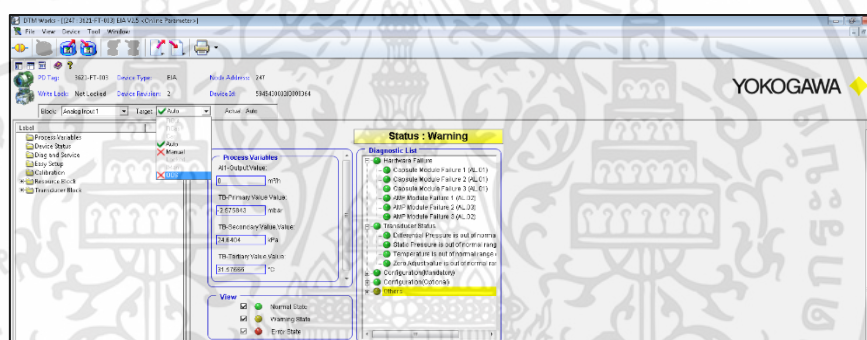 DTM Works - [(247 : 3621-FT-003) EJA V2.5 <Online Parameter>]
File View Device Tool Window
PD Tag: 3621-FT-003 Device Type: EJA Node Address: 247
Write Lock: Not Locked Device Revision: 2 Device Id:
YOKOGAWA
Block: Analog Input 1 Target: Auto Actual: Auto
Auto
Manual
OOS
Label
Process Variables
Device Status
Diag and Service
Easy Setup
Calibration
Resource Block
Transducer Block
Process Variables
AI1-Output.Value:
0 m³/h
TB-Primary Value.Value:
-2.575843 mbar
TB-Secondary Value.Value:
24.8404 kPa
TB-Tertiary Value.Value:
31.57666 °C
View
Normal State
Warning State
Error State
Status : Warning
Diagnostic List
Hardware Failure
Capsule Module Failure 1 (AL.01)
Capsule Module Failure 2 (AL.01)
Capsule Module Failure 3 (AL.01)
AMP Module Failure 1 (AL.02)
AMP Module Failure 2 (AL.03)
AMP Module Failure 3 (AL.02)
Transducer Status
Differential Pressure is out of norma
Static Pressure is out of normal rang
Temperature is out of normal range (
Zero Adjust value is out of normal ran
Configuration(Mandatory)
Configuration(Optional)
Others